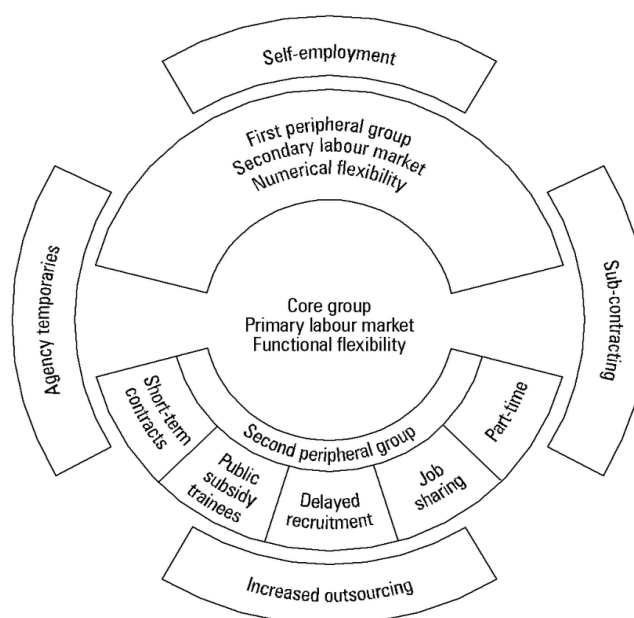 Self-employment
First peripheral group
Secondary labour market
Numerical flexibility
Agency temporaries
Sub-contracting
Core group
Primary labour market
Functional flexibility
Second peripheral group
Short-term
contracts
Public
subsidy
trainees
Delayed
recruitment
Job
sharing
Part-time
Increased outsourcing